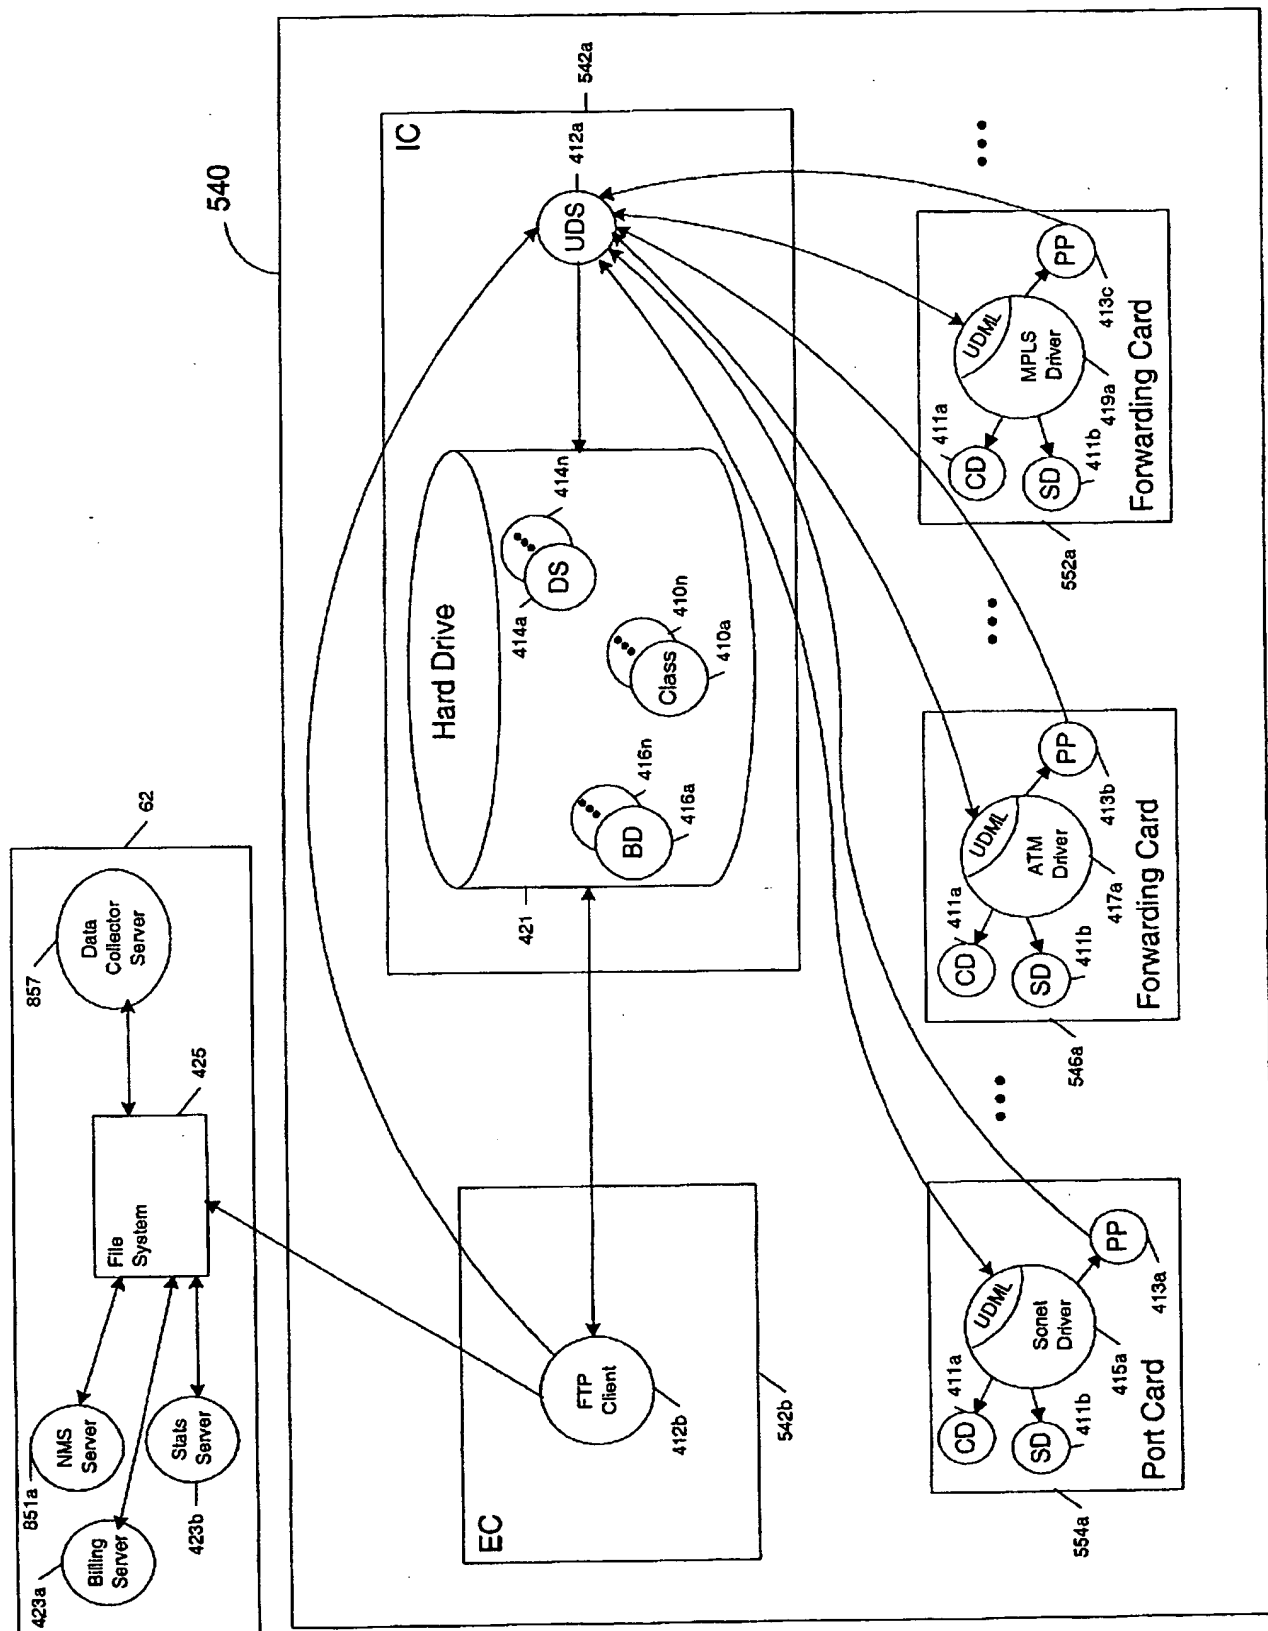 423a
Billing
Server
851a
NMS
Server
Stats
Server
423b
File
System
425
857
Data
Collector
Server
62
540
EC
FTP
Client
412b
542b
IC
542a
UDS
412a
Hard Drive
421
BD
416a
416n
Class
410a
410n
DS
414a
414n
Port Card
554a
CD
411a
SD
411b
UDML
Sonet
Driver
415a
PP
413a
Forwarding Card
546a
CD
411a
SD
411b
UDML
ATM
Driver
417a
PP
413b
Forwarding Card
552a
CD
411a
SD
411b
UDML
MPLS
Driver
419a
PP
413c